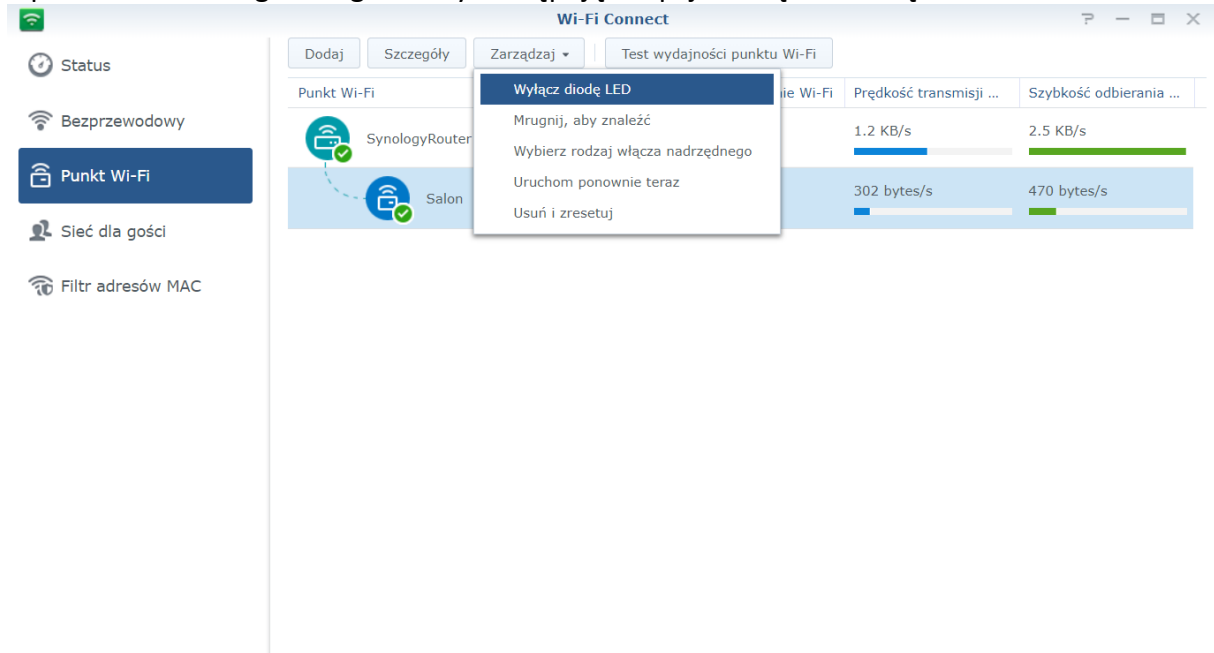 Wi-Fi Connect
Status
Bezprzewodowy
Punkt Wi-Fi
Sieć dla gości
Filtr adresów MAC
Dodaj Szczegóły Zarządzaj Test wydajności punktu Wi-Fi
Punkt Wi-Fi ie Wi-Fi Prędkość transmisji ... Szybkość odbierania ...
Wyłącz diodę LED
Mrugnij, aby znaleźć
Wybierz rodzaj włącza nadrzędnego
Uruchom ponownie teraz
Usuń i zresetuj
SynologyRouter 1.2 KB/s 2.5 KB/s
Salon 302 bytes/s 470 bytes/s